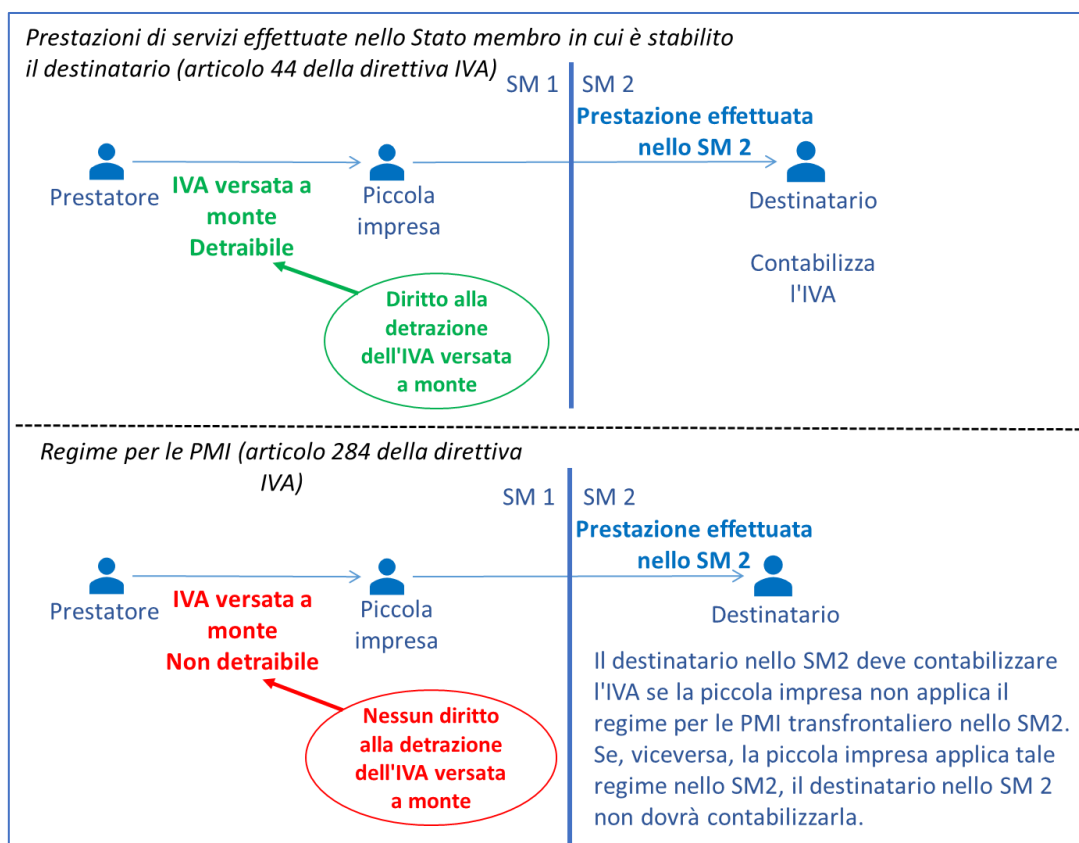 Prestazioni di servizi effettuate nello Stato membro in cui è stabilito
il destinatario (articolo 44 della direttiva IVA)
SM 1
SM 2
Prestazione effettuata
nello SM 2
Prestatore
IVA versata a
monte
Detraibile
Piccola
impresa
Destinatario
Contabilizza
l'IVA
Diritto alla
detrazione
dell'IVA versata
a monte
Regime per le PMI (articolo 284 della direttiva
IVA)
SM 1
SM 2
Prestazione effettuata
nello SM 2
Prestatore
IVA versata a
monte
Non detraibile
Piccola
impresa
Destinatario
Nessun diritto
alla detrazione
dell'IVA versata
a monte
Il destinatario nello SM2 deve contabilizzare
l'IVA se la piccola impresa non applica il
regime per le PMI transfrontaliero nello SM2.
Se, viceversa, la piccola impresa applica tale
regime nello SM2, il destinatario nello SM 2
non dovrà contabilizzarla.